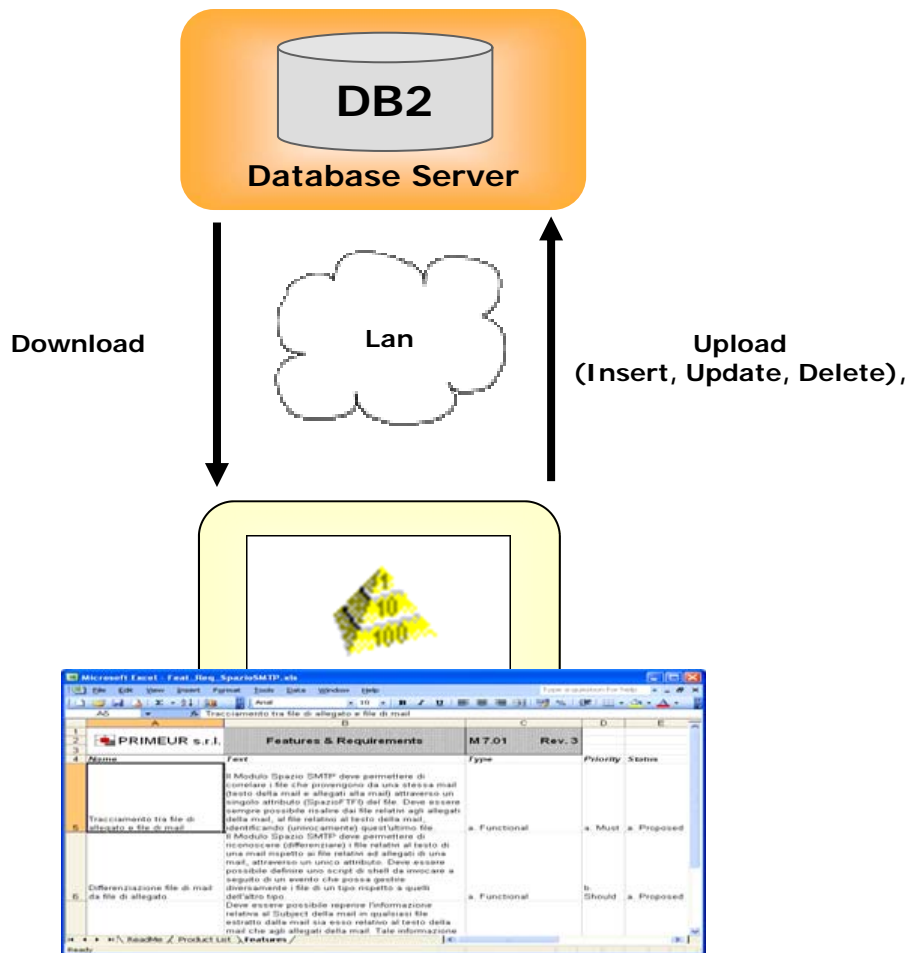 DB2
Database Server
Download
Lan
Upload
(Insert, Update, Delete),
1
10
100
Microsoft Excel - Feat_Req_SpazioSMTP.xls
File Edit View Insert Format Tools Data Window Help
Type a question for help
Arial 10
A5 Tracciamento tra file di allegato e file di mail
A B C D E
1
2 PRIMEUR s.r.l. Features & Requirements M 7.01 Rev. 3
3
4 Name Text Type Priority Status
Il Modulo Spazio SMTP deve permettere di
correlare i file che provengono da una stessa mail
(testo della mail e allegati alla mail) attraverso un
singolo attributo (SpazioFTFI) del file. Deve essere
sempre possibile risalire dai file relativi agli allegati
Tracciamento tra file di della mail, al file relativo al testo della mail,
5 allegato e file di mail identificando (univocamente) quest'ultimo file. a. Functional a. Must a. Proposed
Il Modulo Spazio SMTP deve permettere di
riconoscere (differenziare) i file relativi al testo di
una mail rispetto ai file relativi ad allegati di una
mail, attraverso un unico attributo. Deve essere
possibile definire uno script di shell da invocare a
seguito di un evento che possa gestire
Differenziazione file di mail diversamente i file di un tipo rispetto a quelli b.
6 da file di allegato dell'altro tipo. a. Functional Should a. Proposed
Deve essere possibile reperire l'informazione
relativa al Subject della mail in qualsiasi file
estratto dalla mail sia esso relativo al testo della
mail che agli allegati della mail. Tale informazione
ReadMe / Product List / Features
Ready